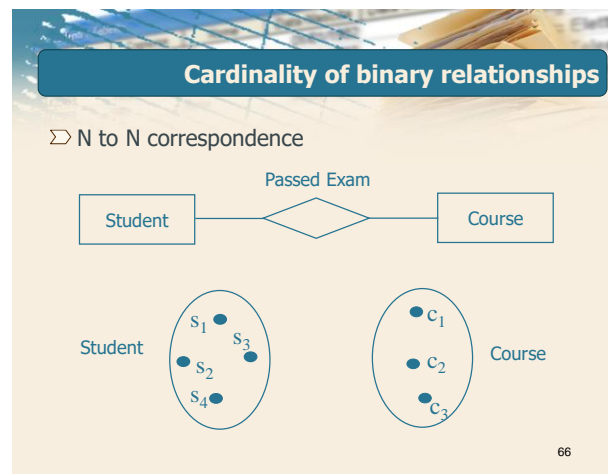 Cardinality of binary relationships
N to N correspondence
Passed Exam
Student
Course
s1
s3
Student
s2
s4
c1
c2
Course
c3
66